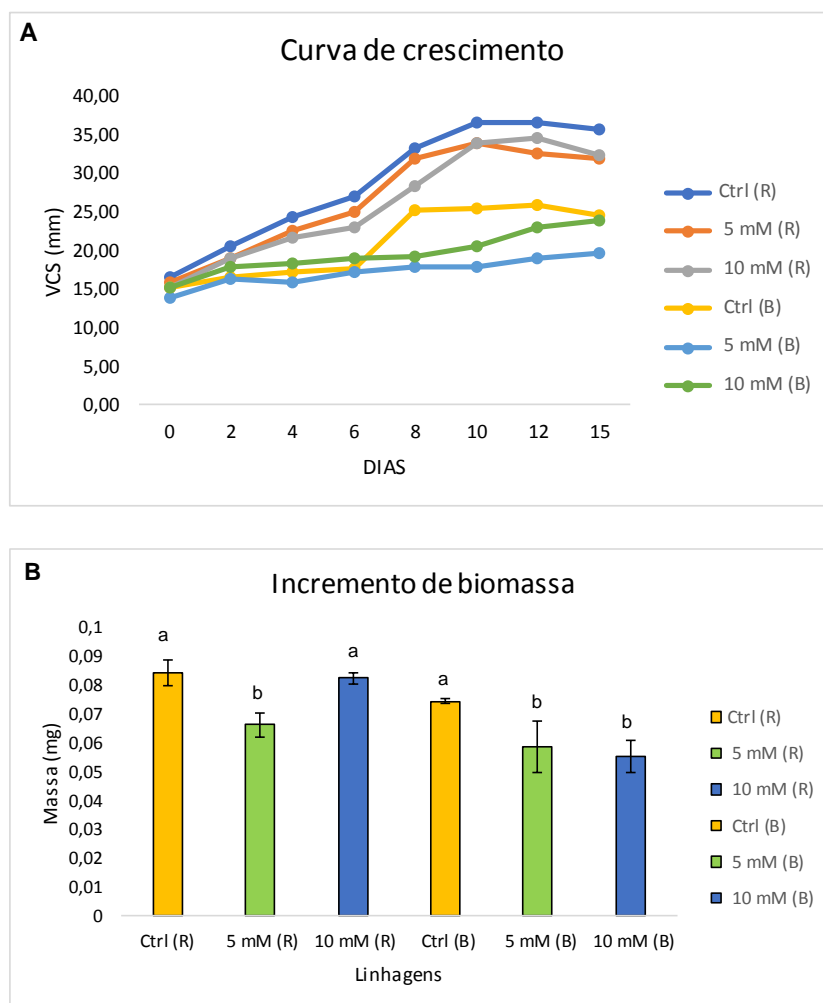 A
Curva de crescimento
40,00
35,00
30,00
25,00
20,00
15,00
10,00
5,00
0,00
VCS (mm)
0 2 4 6 8 10 12 15
DIAS
Ctrl (R)
5 mM (R)
10 mM (R)
Ctrl (B)
5 mM (B)
10 mM (B)
B
Incremento de biomassa
0,1
0,09
0,08
0,07
0,06
0,05
0,04
0,03
0,02
0,01
0
Massa (mg)
a b a a b b
Ctrl (R) 5 mM (R) 10 mM (R) Ctrl (B) 5 mM (B) 10 mM (B)
Linhagens
Ctrl (R)
5 mM (R)
10 mM (R)
Ctrl (B)
5 mM (B)
10 mM (B)